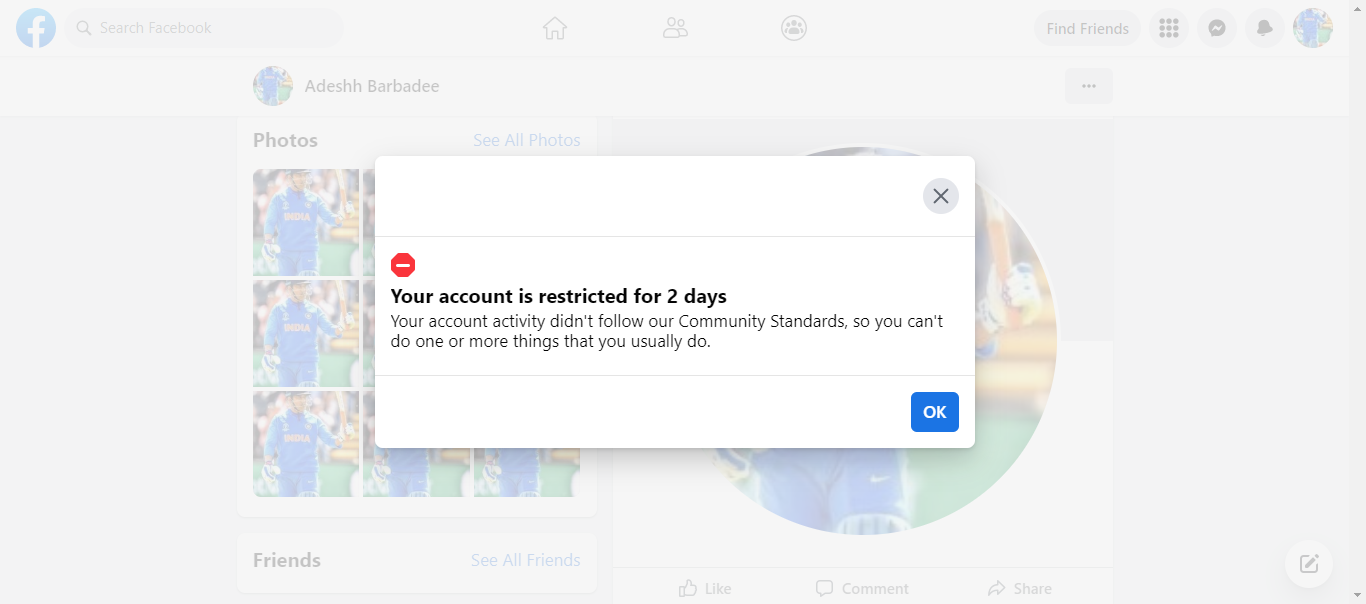 Search Facebook
Find Friends
Adeshh Barbadee
Photos
See All Photos
INDIA
INDIA
INDIA
Your account is restricted for 2 days
Your account activity didn't follow our Community Standards, so you can't
do one or more things that you usually do.
OK
Friends
See All Friends
Like
Comment
Share